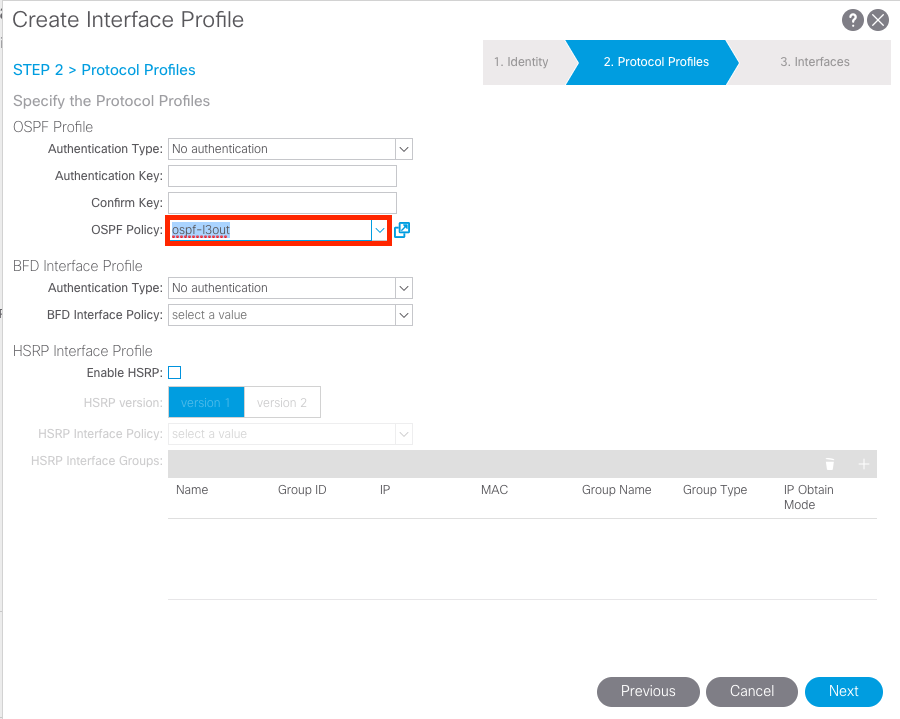 Create Interface Profile
?
STEP 2 > Protocol Profiles
1. Identity
2. Protocol Profiles
3. Interfaces
Specify the Protocol Profiles
OSPF Profile
Authentication Type: No authentication
Authentication Key:
Confirm Key:
OSPF Policy: ospf-l3out
BFD Interface Profile
Authentication Type: No authentication
BFD Interface Policy: select a value
HSRP Interface Profile
Enable HSRP:
HSRP version: version 1 version 2
HSRP Interface Policy: select a value
HSRP Interface Groups:
Name Group ID IP MAC Group Name Group Type IP Obtain
Mode
Previous Cancel Next